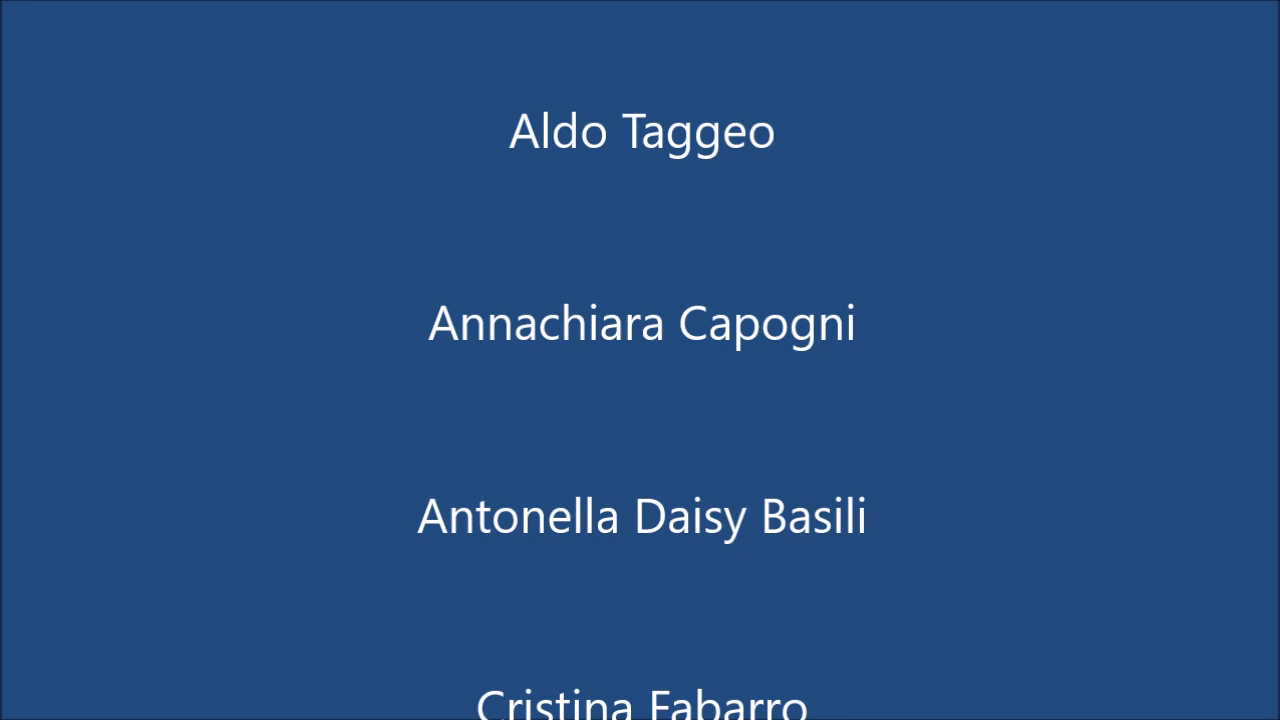 Aldo Taggeo
Annachiara Capogni
Antonella Daisy Basili
Cristina Fabarro